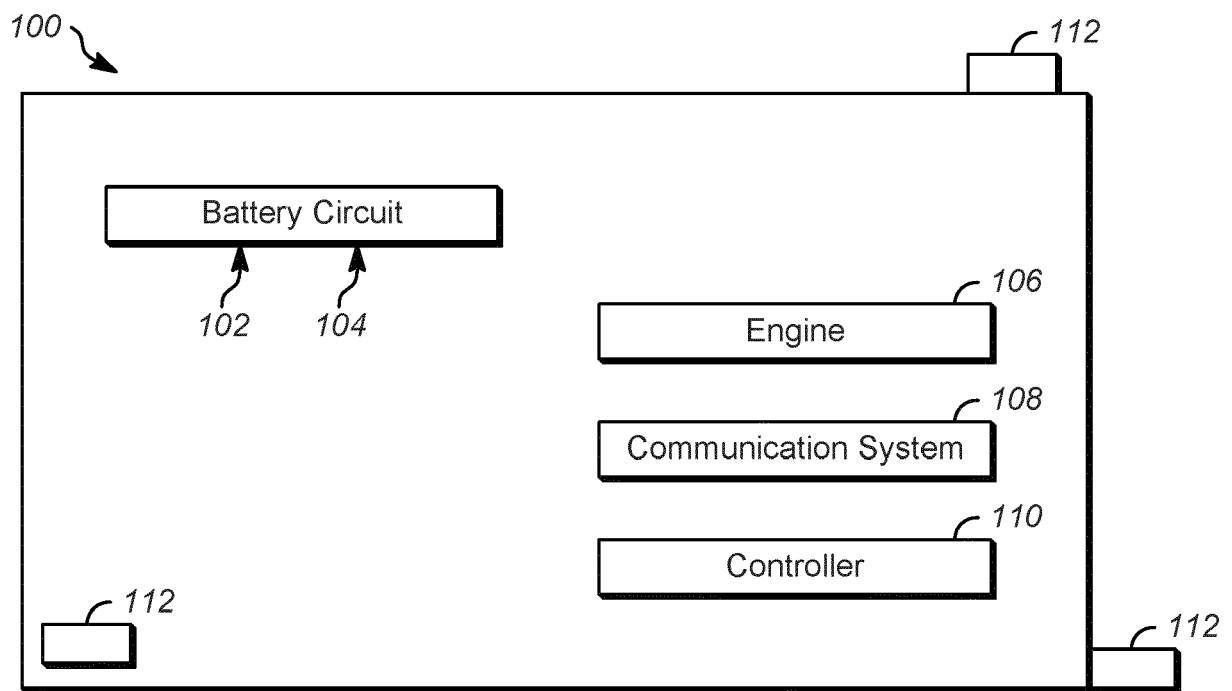 100
112
Battery Circuit
102
104
106
Engine
108
Communication System
110
Controller
112
112